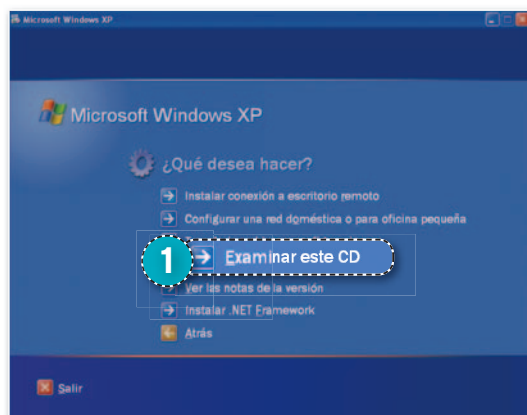 Microsoft Windows XP
Microsoft Windows XP
¿Qué desea hacer?
Instalar conexión a escritorio remoto
Configurar una red doméstica o para oficina pequeña
1
Examinar este CD
Ver las notas de la versión
Instalar .NET Framework
Atrás
Salir